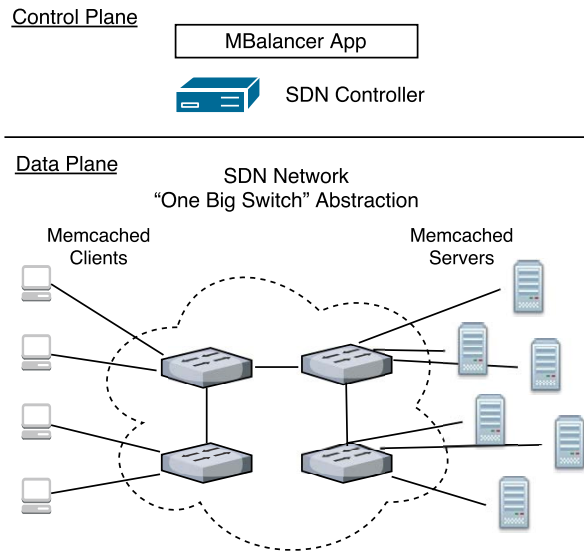 Control Plane
MBalancer App
SDN Controller
Data Plane
SDN Network
“One Big Switch” Abstraction
Memcached
Clients
Memcached
Servers